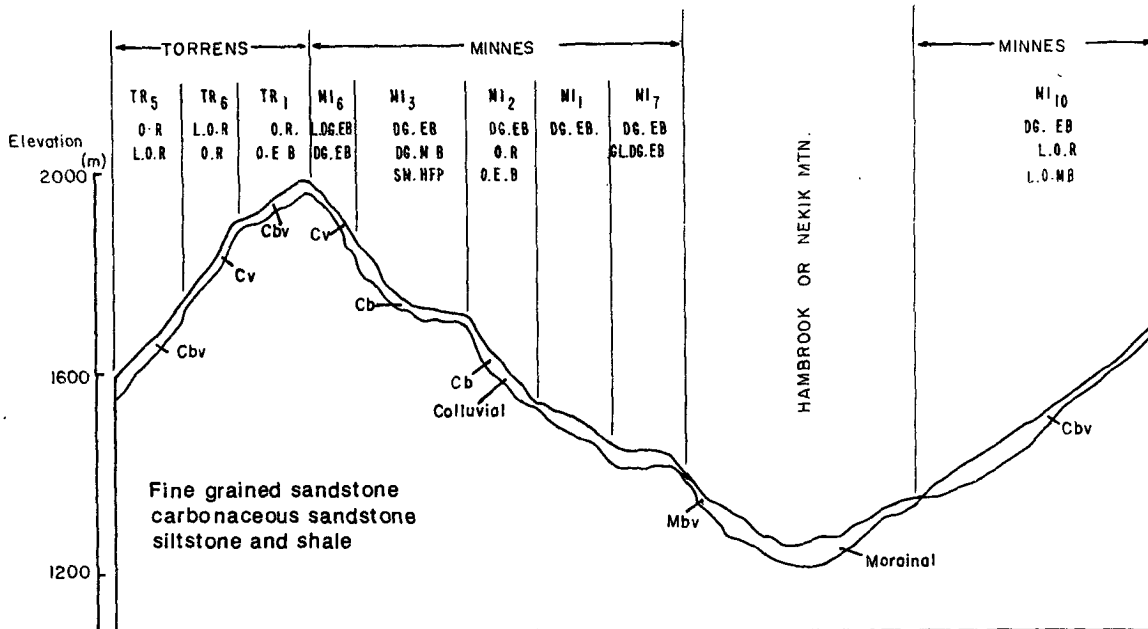 TORRENS MINNES MINNES
TR5 TR6 TR1 MI6 MI3 MI2 MI1 MI7 MI10
O.R L.O.R O.R. L.DG.EB DG.EB DG.EB DG.EB. DG.EB DG.EB
L.O.R O.R O.E B DG.EB DG.M B O.R GL.DG.EB L.O.R
SM.HFP O.E.B L.O.MB
Elevation
(m)
2000
1600
1200
HAMBROOK OR NEKIK MTN.
Cbv
Cv
Cbv
Cv
Cb
Cb
Colluvial
Mbv
Morainal
Cbv
Fine grained sandstone
carbonaceous sandstone
siltstone and shale